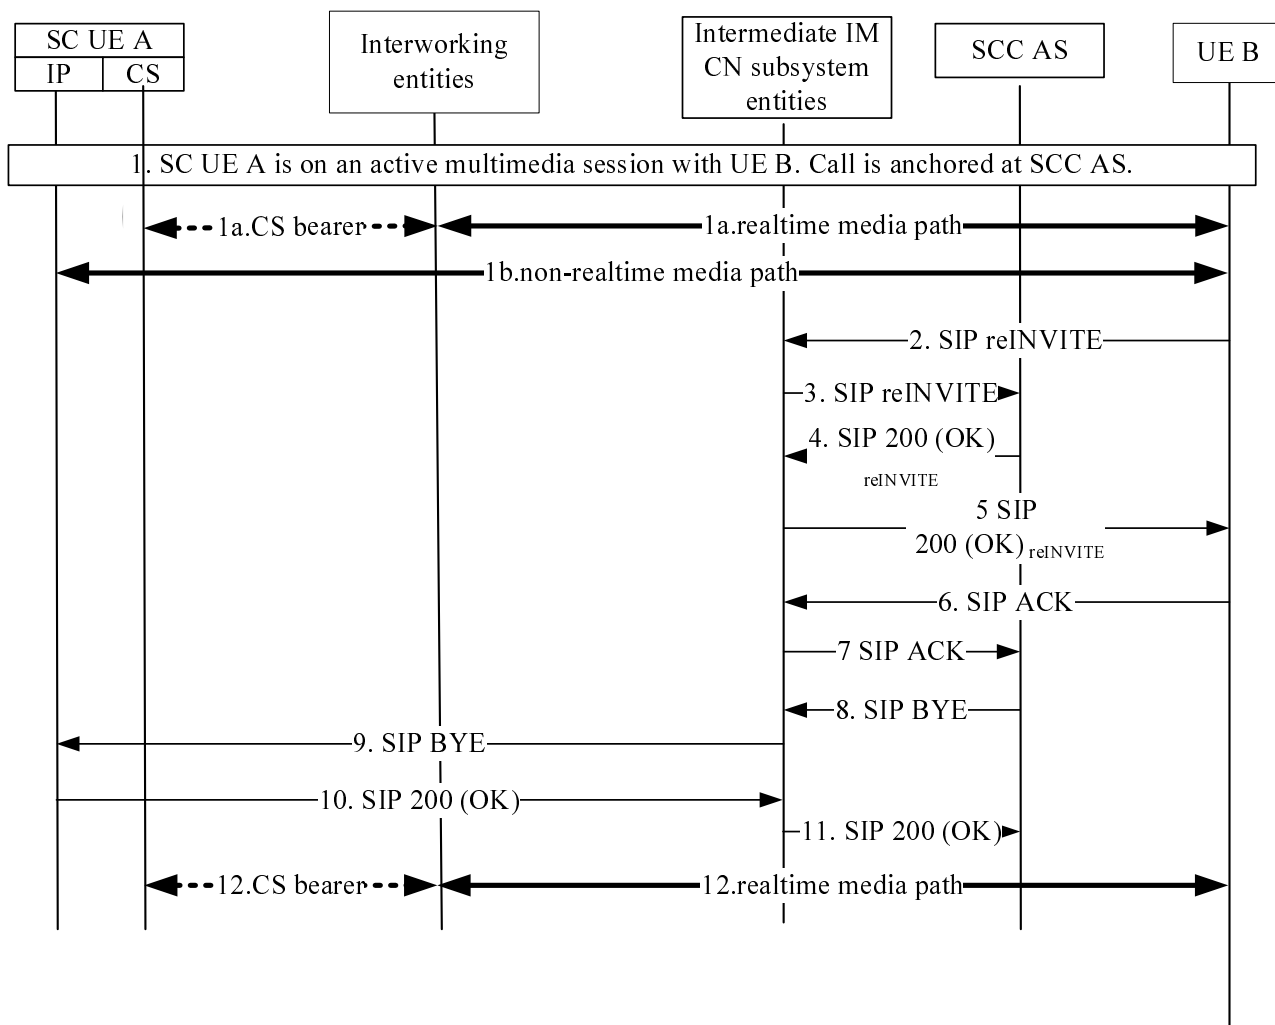 SC UE A
IP
CS
Interworking
entities
Intermediate IM
CN subsystem
entities
SCC AS
UE B
1. SC UE A is on an active multimedia session with UE B. Call is anchored at SCC AS.
1a.CS bearer
1a.realtime media path
1b.non-realtime media path
2. SIP reINVITE
3. SIP reINVITE
4. SIP 200 (OK)
reINVITE
5 SIP
200 (OK) reINVITE
6. SIP ACK
7 SIP ACK
8. SIP BYE
9. SIP BYE
10. SIP 200 (OK)
11. SIP 200 (OK)
12.CS bearer
12.realtime media path